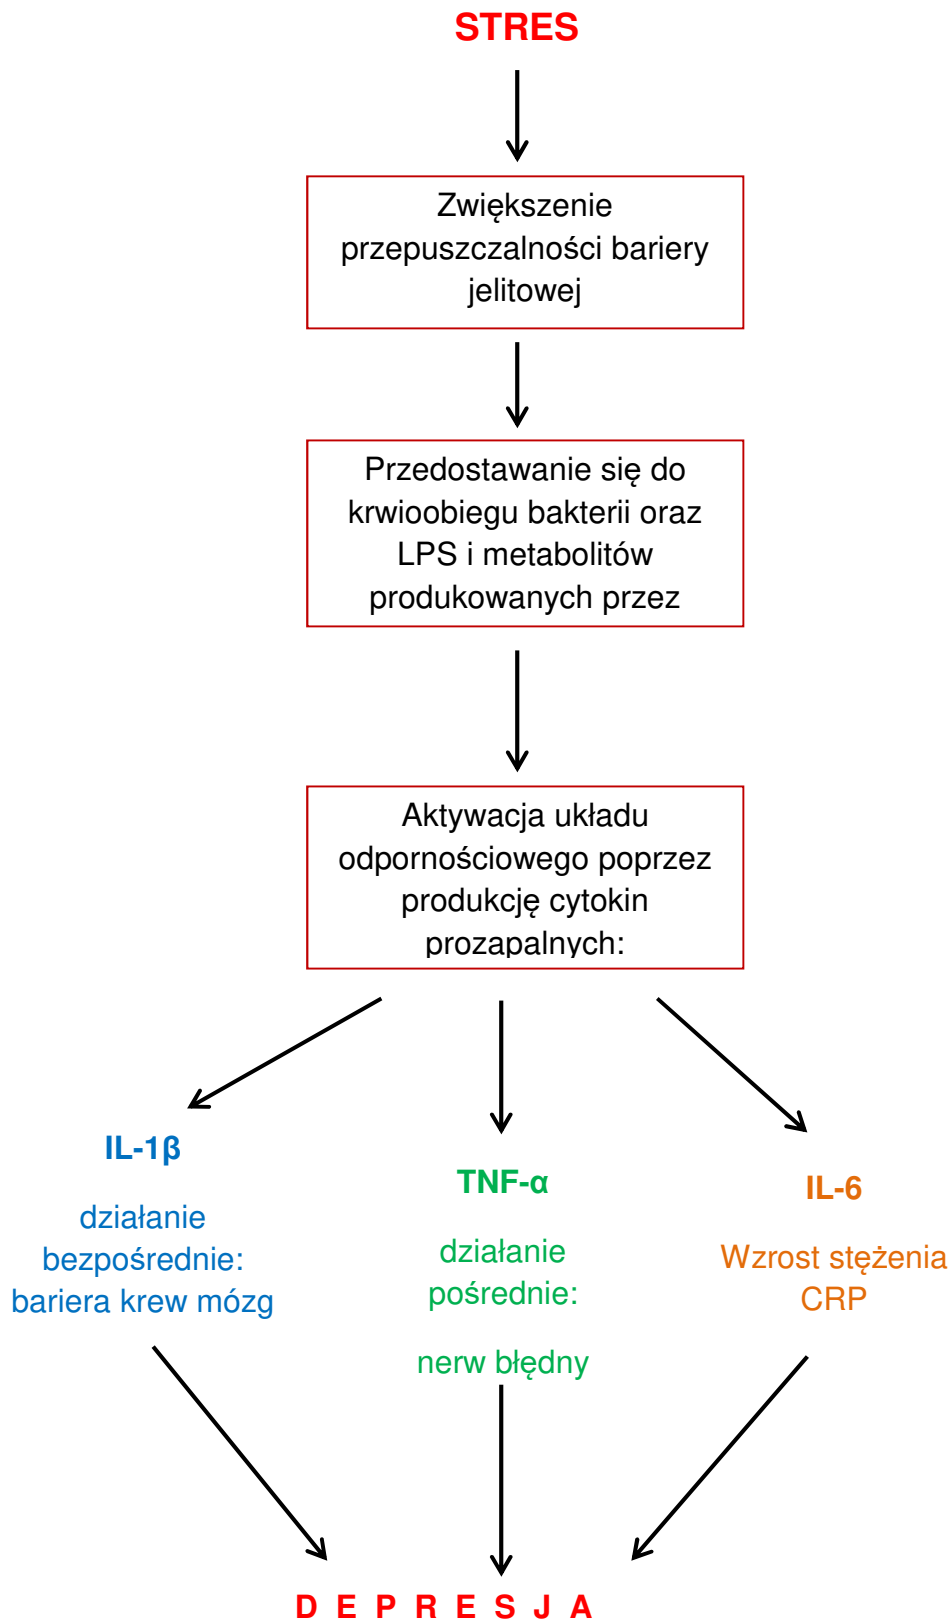 STRES
Zwiększenie
przepuszczalności bariery
jelitowej
Przedostawanie się do
krwioobiegu bakterii oraz
LPS i metabolitów
produkowanych przez
Aktywacja układu
odpornościowego poprzez
produkcję cytokin
prozapalnych:
IL-1β
działanie
bezpośrednie:
bariera krew mózg
TNF-α
działanie
pośrednie:
nerw błędny
IL-6
Wzrost stężenia
CRP
D E P R E S J A